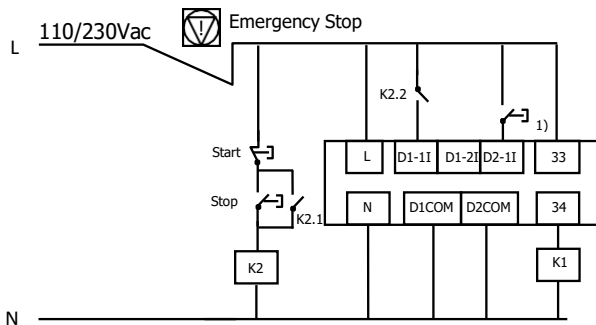 Emergency Stop
110/230Vac
L
K2.2
1)
Start
L D1-1I D1-2I D2-1I 33
Stop
K2.1
N D1COM D2COM 34
K2
K1
N